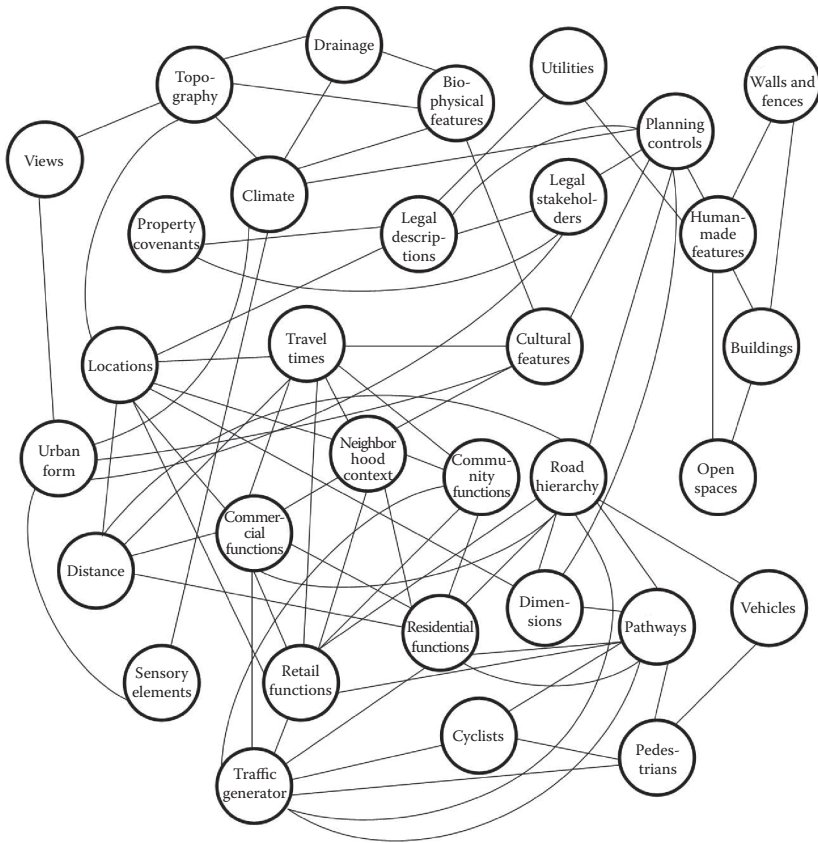 Drainage
Topo-
graphy
Bio-
physical
features
Utilities
Walls and
fences
Planning
controls
Views
Climate
Legal
stakehol-
ders
Property
covenants
Legal
descrip-
tions
Human-
made
features
Locations
Travel
times
Cultural
features
Buildings
Urban
form
Neighbor
hood
context
Commu-
nity
functions
Road
hierarchy
Open
spaces
Commer-
cial
functions
Distance
Dimen-
sions
Pathways
Vehicles
Residential
functions
Sensory
elements
Retail
functions
Cyclists
Pedes-
trians
Traffic
generator